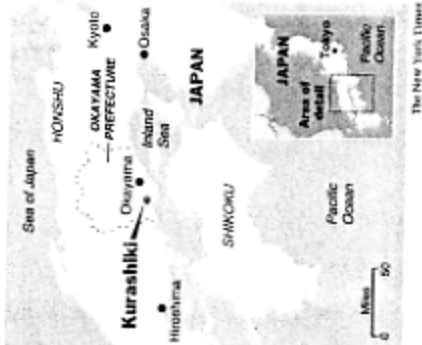 Sea of Japan
HONSHU
Kyoto
OKAYAMA
PREFECTURE
Osaka
Okayama
Inland
Sea
Kurashiki
JAPAN
Hiroshima
SHIKOKU
Pacific
Ocean
Miles
0 50
JAPAN
Tokyo
Area of
detail
Pacific
Ocean
The New York Times